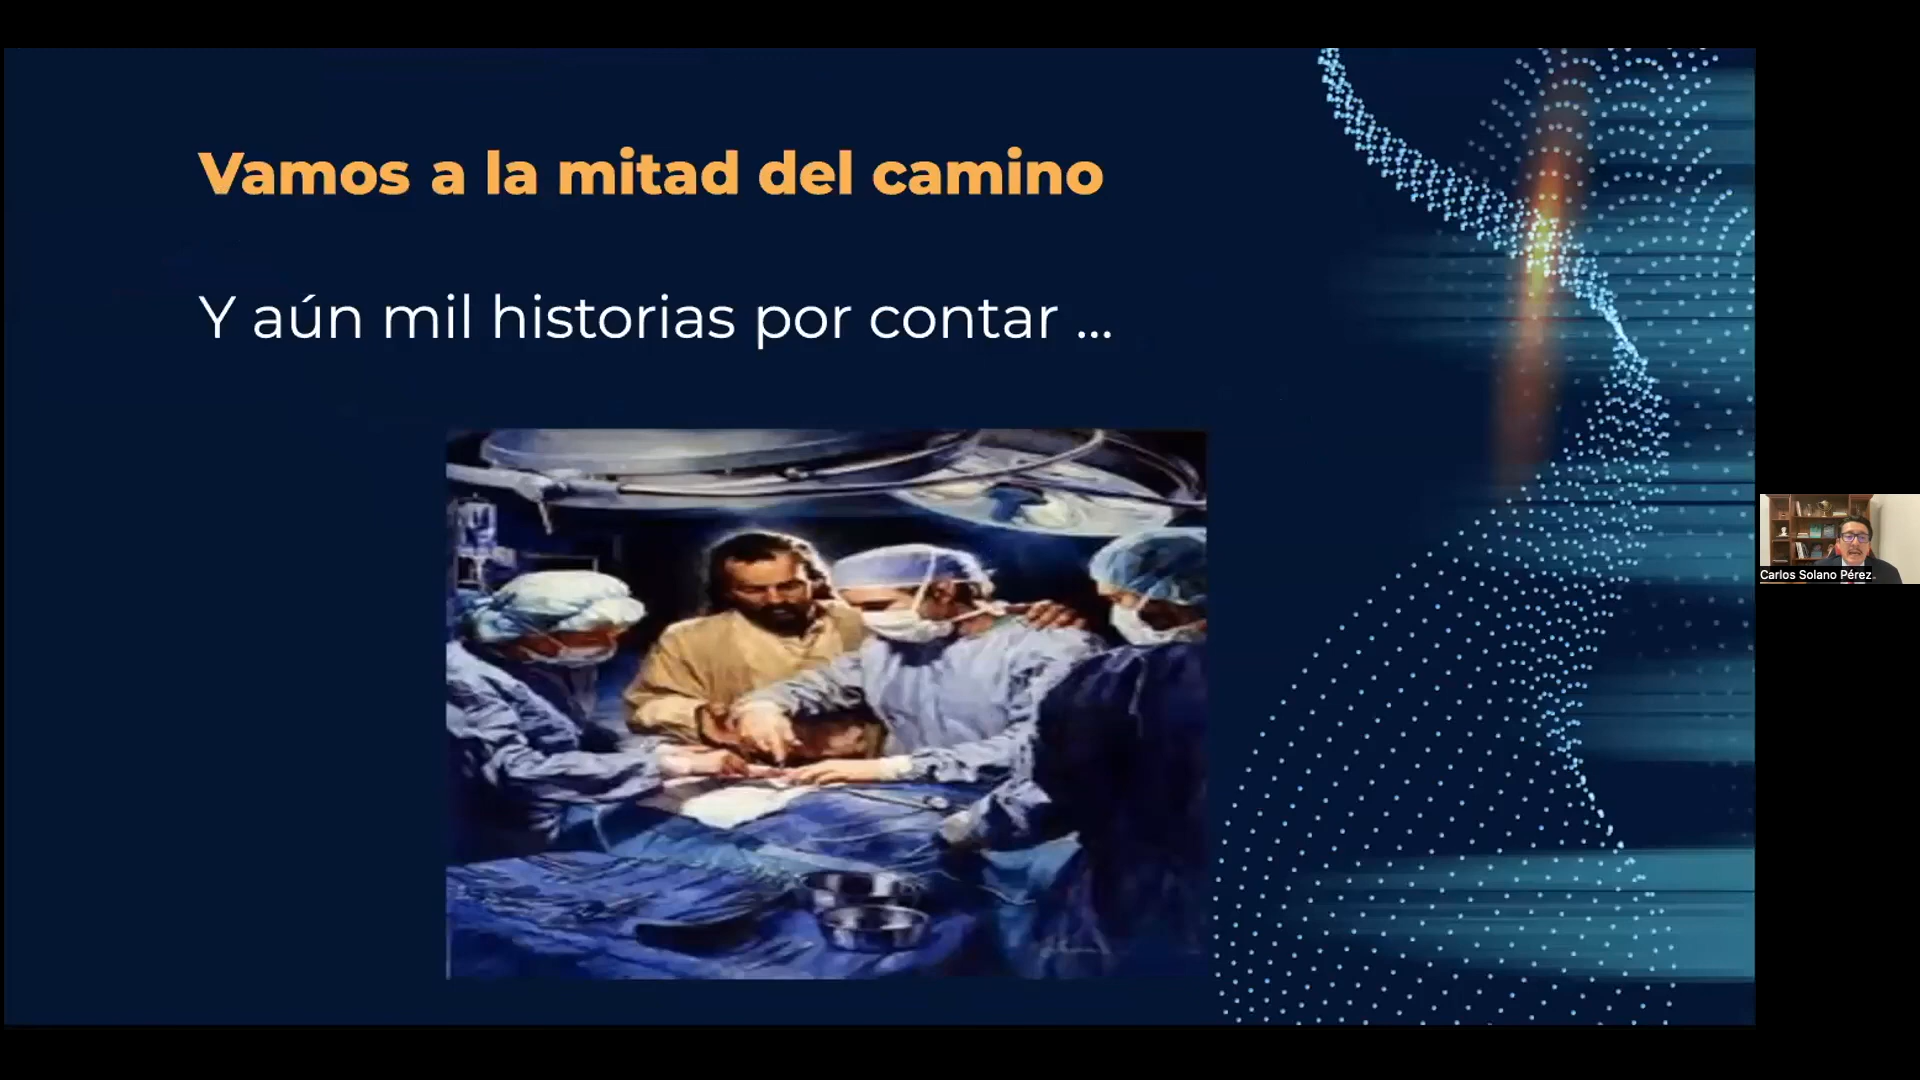 Vamos a la mitad del camino
Y aún mil historias por contar ...
Carlos Solano Pérez